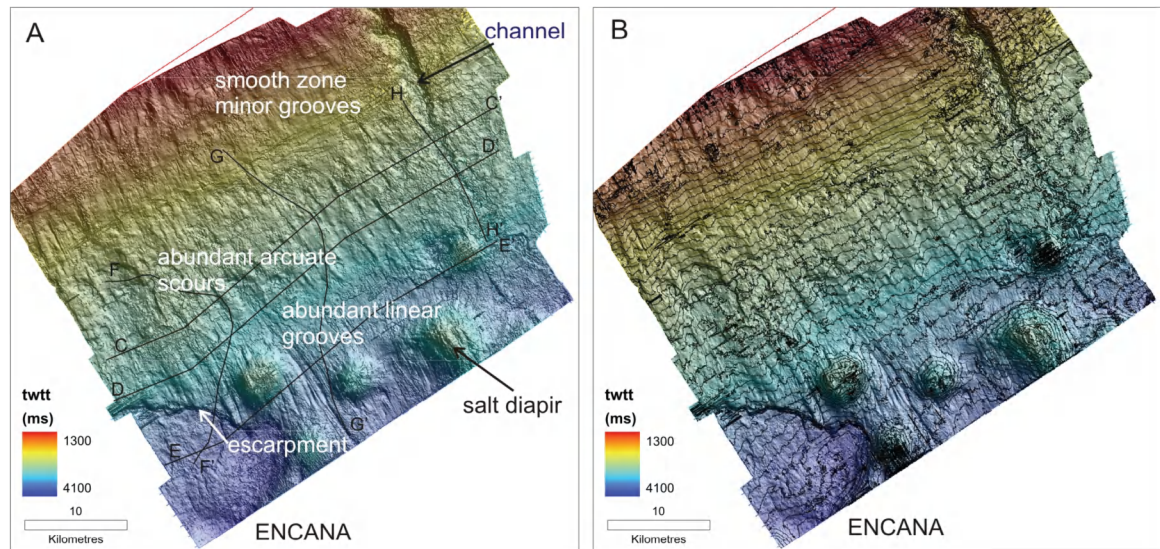 A
channel
smooth zone
minor grooves
H
C'
G
D'
H'
E'
F
abundant arcuate
scours
abundant linear
grooves
C
D
salt diapir
twtt
(ms)
1300
4100
E
F'
G'
escarpment
10
Kilometres
ENCANA
B
twtt
(ms)
1300
4100
10
Kilometres
ENCANA